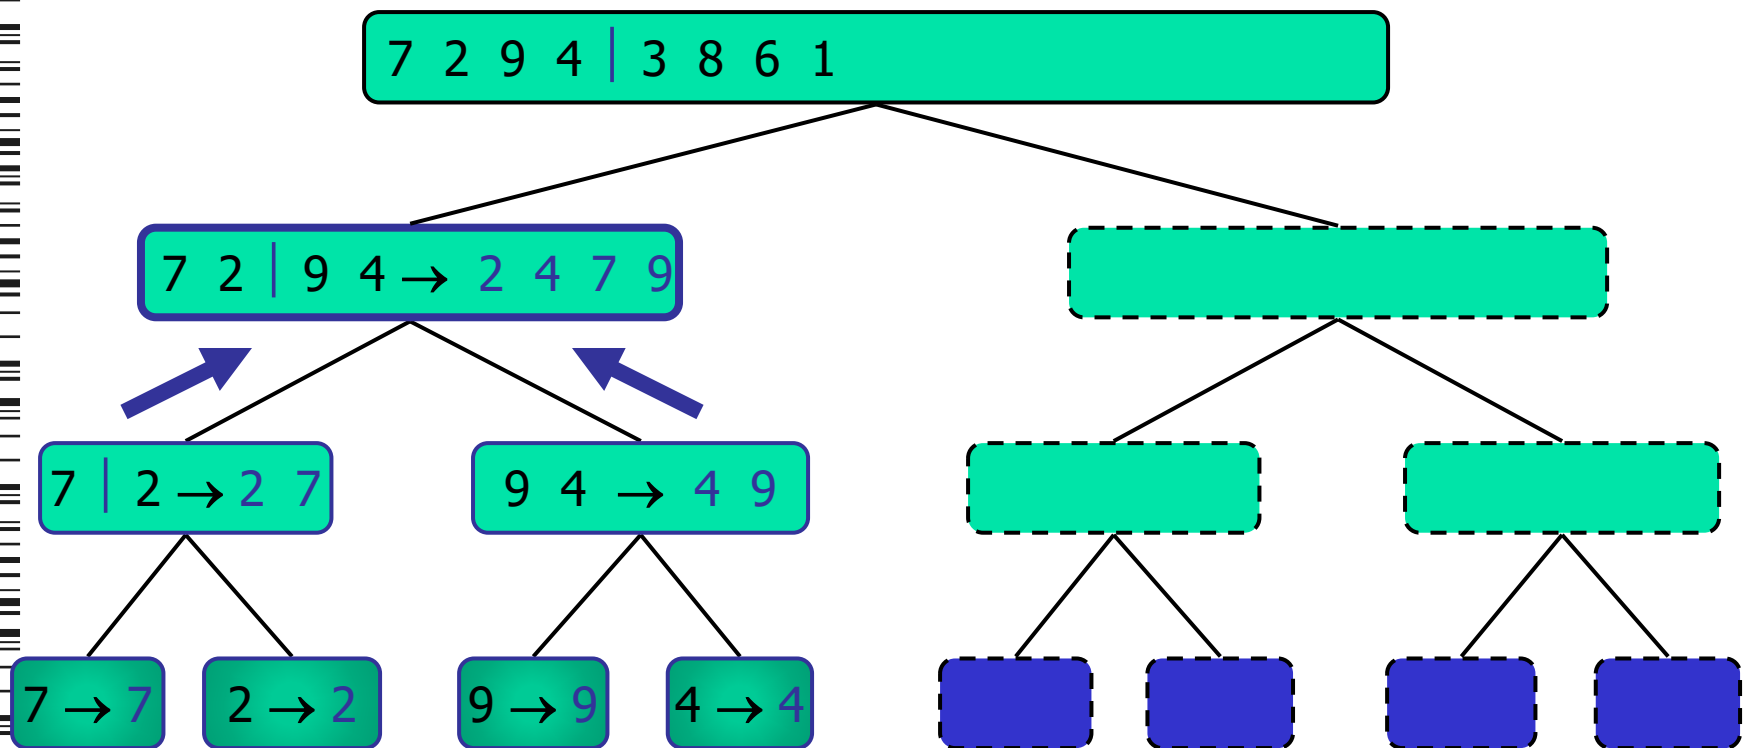 7 2 9 4 | 3 8 6 1
7 2 | 9 4 → 2 4 7 9
7 | 2 → 2 7
9 4 → 4 9
7 → 7
2 → 2
9 → 9
4 → 4